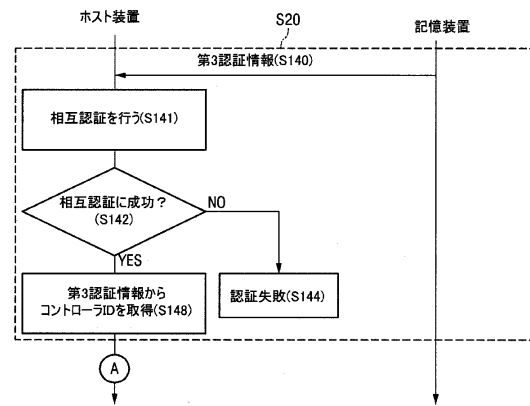 S20
ホスト装置
記憶装置
第3認証情報(S140)
相互認証を行う(S141)
相互認証に成功?
(S142)
NO
YES
第3認証情報から
コントローラIDを取得(S148)
認証失敗(S144)
A